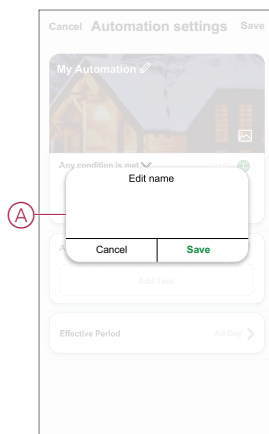 Cancel Automation settings Save
My Automation
Any condition is met
Edit name
A
Cancel Save
A
Add Task
Effective Period All-Day